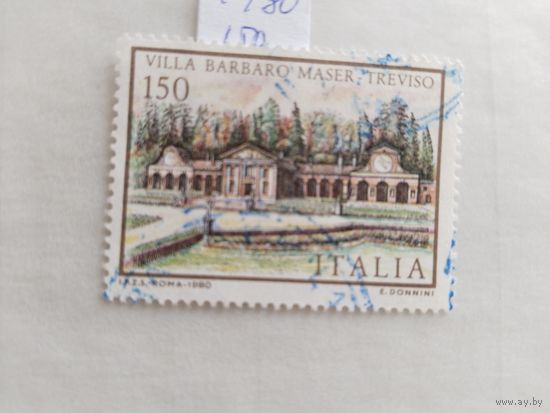 150
VILLA BARBARO MASER, TREVISO
150
ITALIA
I.P.Z.S.-ROMA-1980
E. DONNINI
www.ay.by